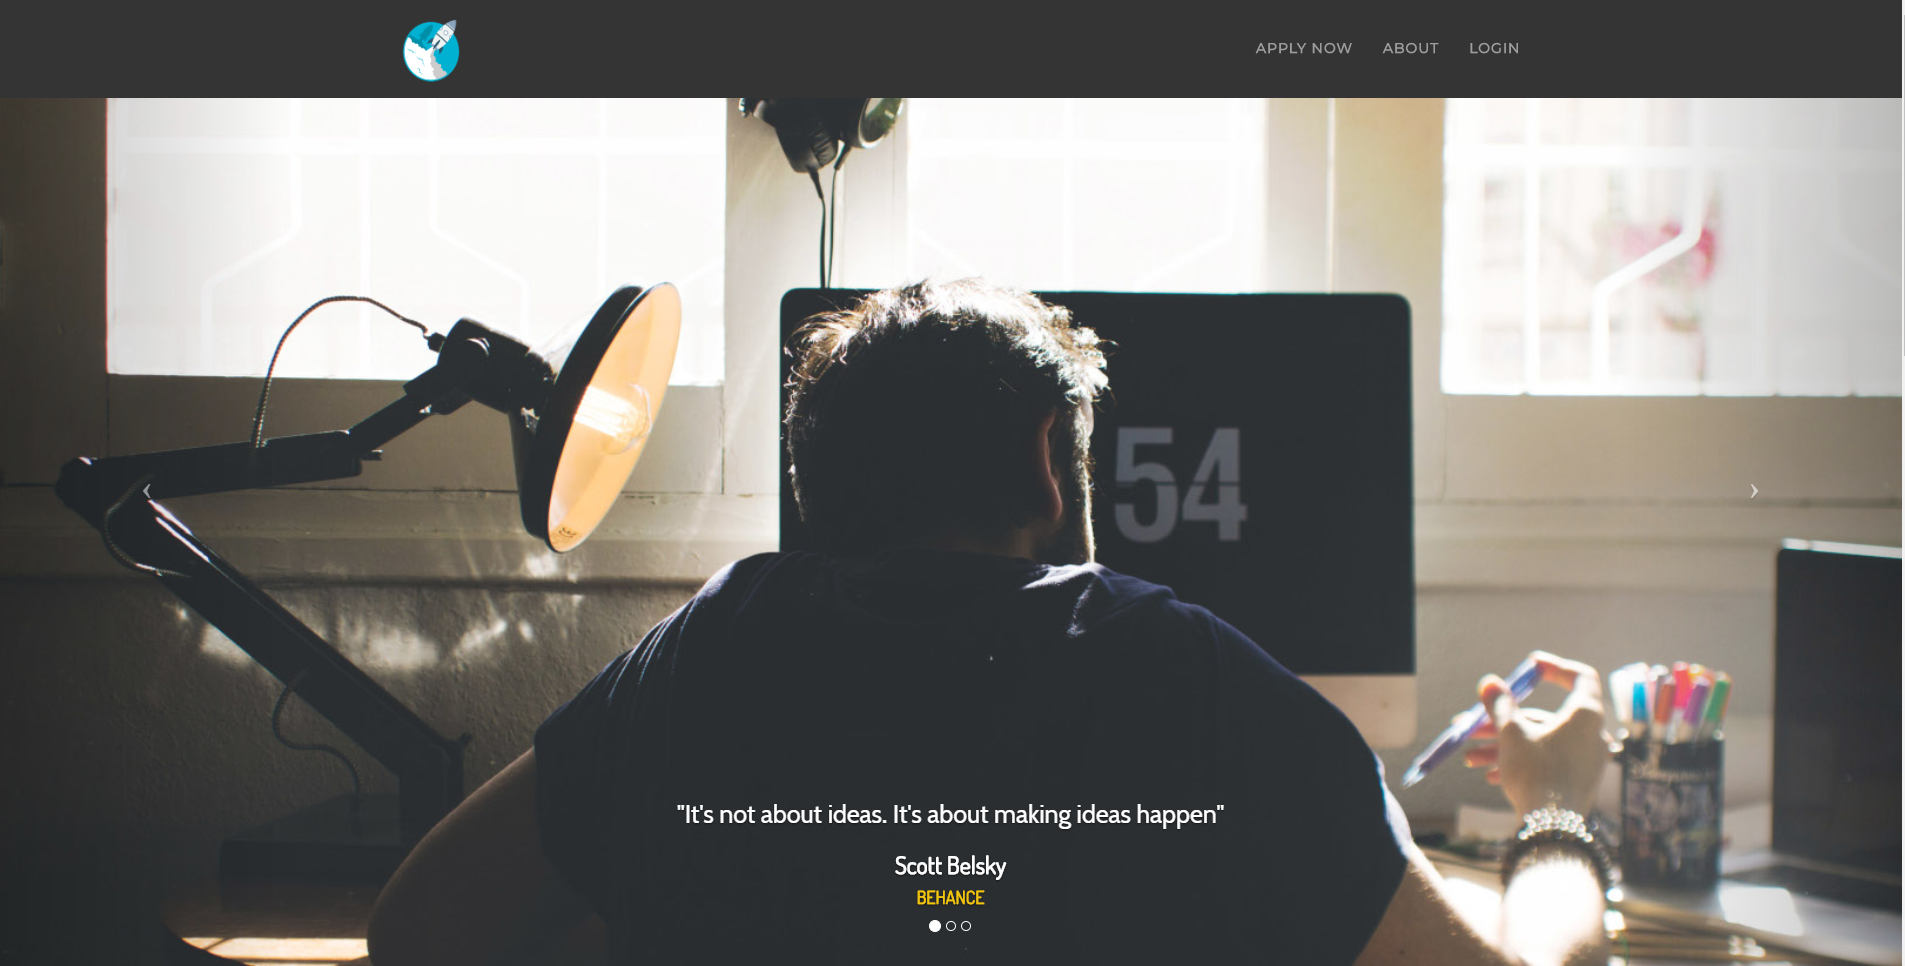 APPLY NOW ABOUT LOGIN
54
"It's not about ideas. It's about making ideas happen"
Scott Belsky
BEHANCE